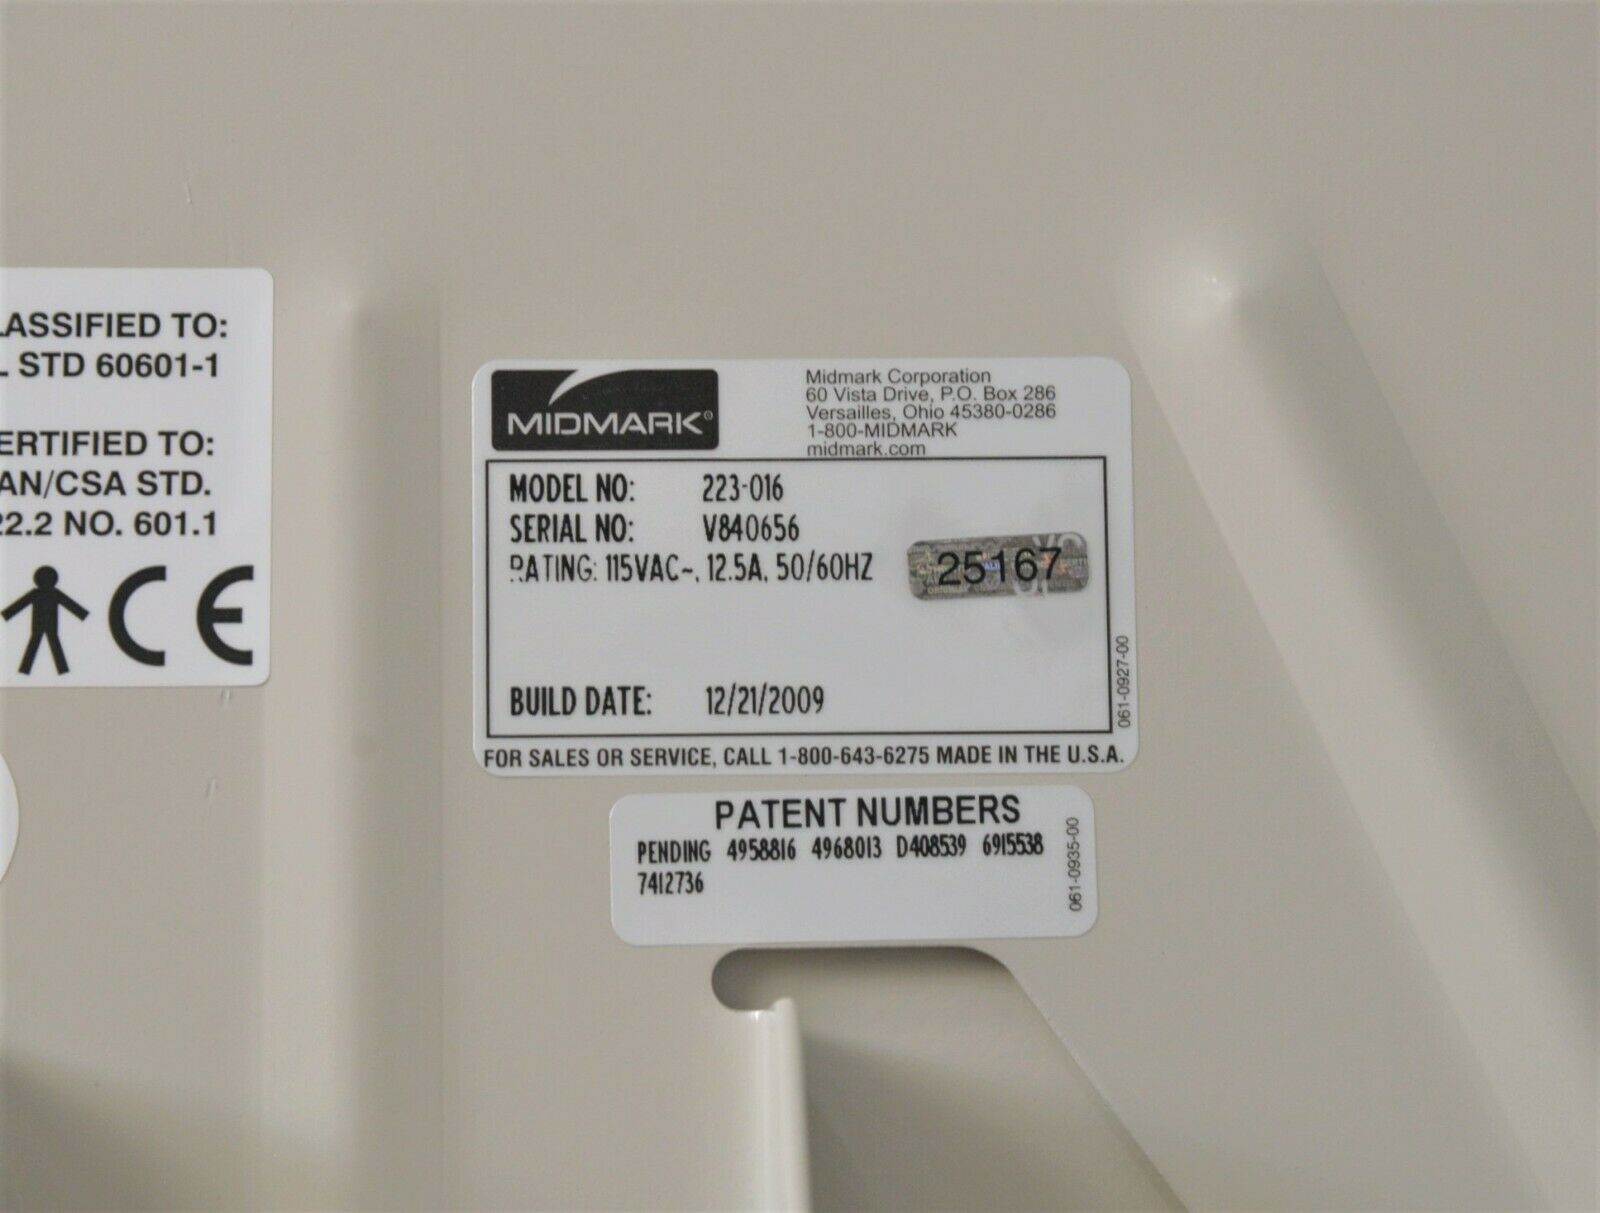 LASSIFIED TO:
L STD 60601-1
ERTIFIED TO:
AN/CSA STD.
22.2 NO. 601.1
CE
MIDMARK®
Midmark Corporation
60 Vista Drive, P.O. Box 286
Versailles, Ohio 45380-0286
1-800-MIDMARK
midmark.com
MODEL NO: 223-016
SERIAL NO: V840656
RATING: 115VAC~, 12.5A, 50/60HZ
25167
BUILD DATE: 12/21/2009
061-0927-00
FOR SALES OR SERVICE, CALL 1-800-643-6275 MADE IN THE U.S.A.
PATENT NUMBERS
PENDING 4958816 4968013 D408539 6915538
7412736
061-0935-00